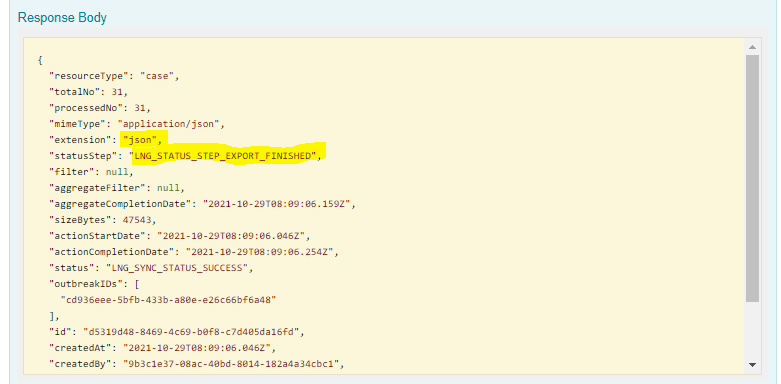 Response Body
{
"resourceType": "case",
"totalNo": 31,
"processedNo": 31,
"mimeType": "application/json",
"extension": "json",
"statusStep": "LNG_STATUS_STEP_EXPORT_FINISHED",
"filter": null,
"aggregateFilter": null,
"aggregateCompletionDate": "2021-10-29T08:09:06.159Z",
"sizeBytes": 47543,
"actionStartDate": "2021-10-29T08:09:06.046Z",
"actionCompletionDate": "2021-10-29T08:09:06.254Z",
"status": "LNG_SYNC_STATUS_SUCCESS",
"outbreakIDs": [
"cd936eee-5bfb-433b-a80e-e26c66bf6a48"
],
"id": "d5319d48-8469-4c69-b0f8-c7d405da16fd",
"createdAt": "2021-10-29T08:09:06.046Z",
"createdBy": "9b3c1e37-08ac-40bd-8014-182a4a34cbc1",